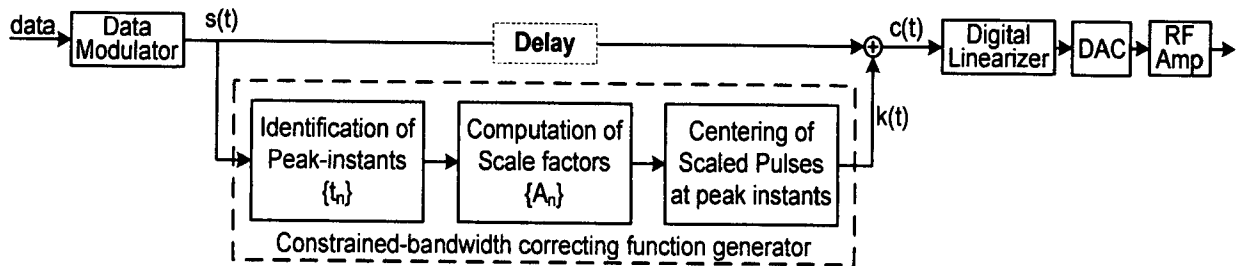 data
Data
Modulator
s(t)
Delay
c(t)
Digital
Linearizer
DAC
RF
Amp
k(t)
Identification of
Peak-instants
{tₙ}
Computation of
Scale factors
{Aₙ}
Centering of
Scaled Pulses
at peak instants
Constrained-bandwidth correcting function generator